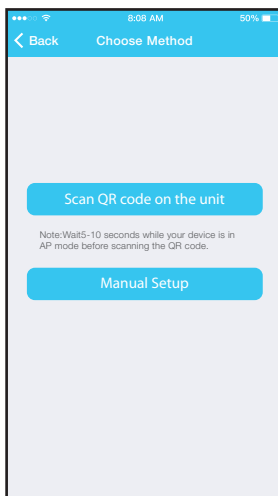 8:08 AM 50%
Back Choose Method
Scan QR code on the unit
Note:Wait5-10 seconds while your device is in
AP mode before scanning the QR code.
Manual Setup